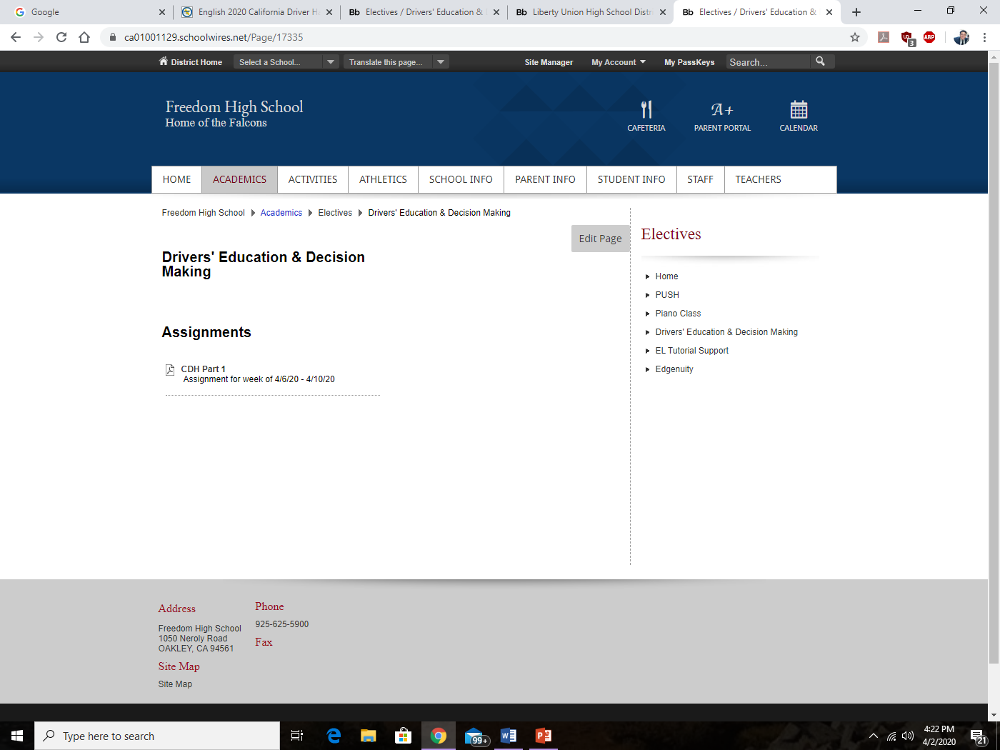 Google
English 2020 California Driver H
Electives / Drivers' Education &
Liberty Union High School Distri
Electives / Drivers' Education &
ca01001129.schoolwires.net/Page/17335
District Home
Select a School...
Translate this page...
Site Manager
My Account
My PassKeys
Search...
Freedom High School
Home of the Falcons
CAFETERIA
A+
PARENT PORTAL
CALENDAR
HOME
ACADEMICS
ACTIVITIES
ATHLETICS
SCHOOL INFO
PARENT INFO
STUDENT INFO
STAFF
TEACHERS
Freedom High School
Academics
Electives
Drivers' Education & Decision Making
Edit Page
Drivers' Education & Decision
Making
Assignments
CDH Part 1
Assignment for week of 4/6/20 - 4/10/20
Electives
Home
PUSH
Piano Class
Drivers' Education & Decision Making
EL Tutorial Support
Edgenuity
Address
Freedom High School
1050 Neroly Road
OAKLEY, CA 94561
Site Map
Site Map
Phone
925-625-5900
Fax
Type here to search
99+
4:22 PM
4/2/2020
21